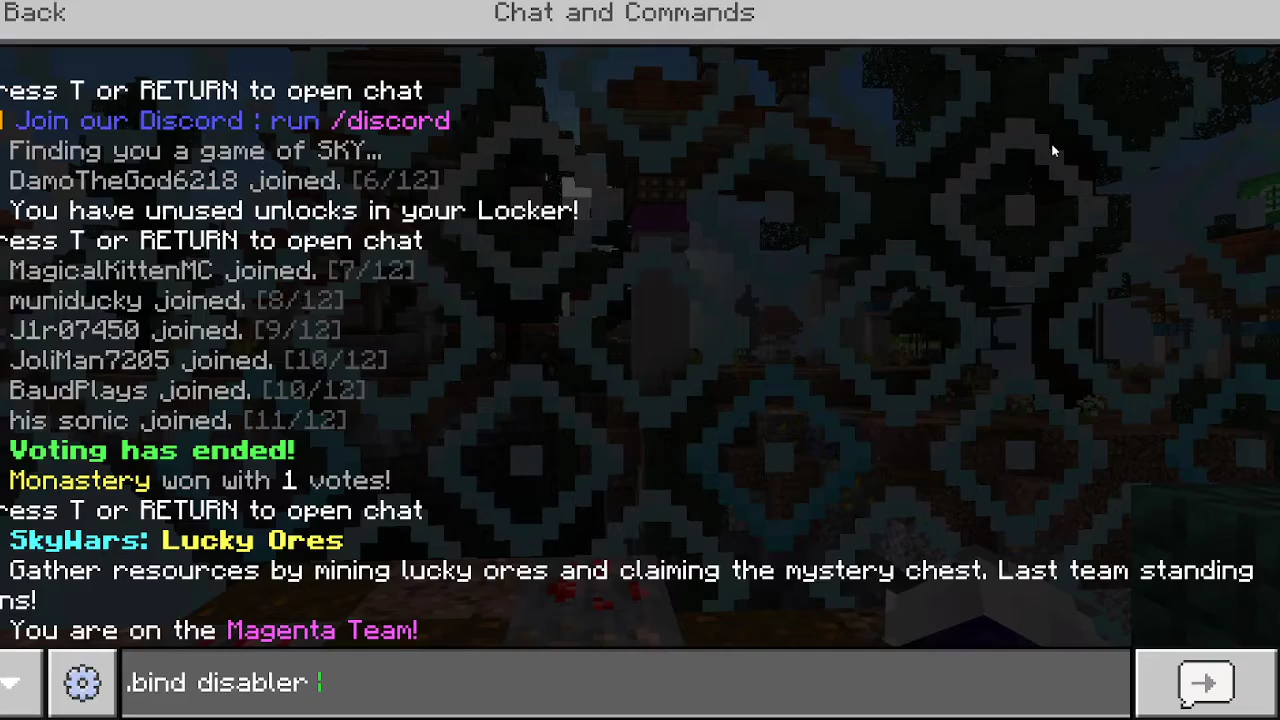 Back
Chat and Commands
ress T or RETURN to open chat
Join our Discord : run /discord
Finding you a game of SKY...
DamoTheGod6218 joined. [6/12]
You have unused unlocks in your Locker!
ress T or RETURN to open chat
MagicalKittenMC joined. [7/12]
muniducky joined. [8/12]
J1r07450 joined. [9/12]
JoliMan7205 joined. [10/12]
BaudPlays joined. [10/12]
his sonic joined. [11/12]
Voting has ended!
Monastery won with 1 votes!
ress T or RETURN to open chat
SkyWars: Lucky Ores
Gather resources by mining lucky ores and claiming the mystery chest. Last team standing
ns!
You are on the Magenta Team!
.bind disabler